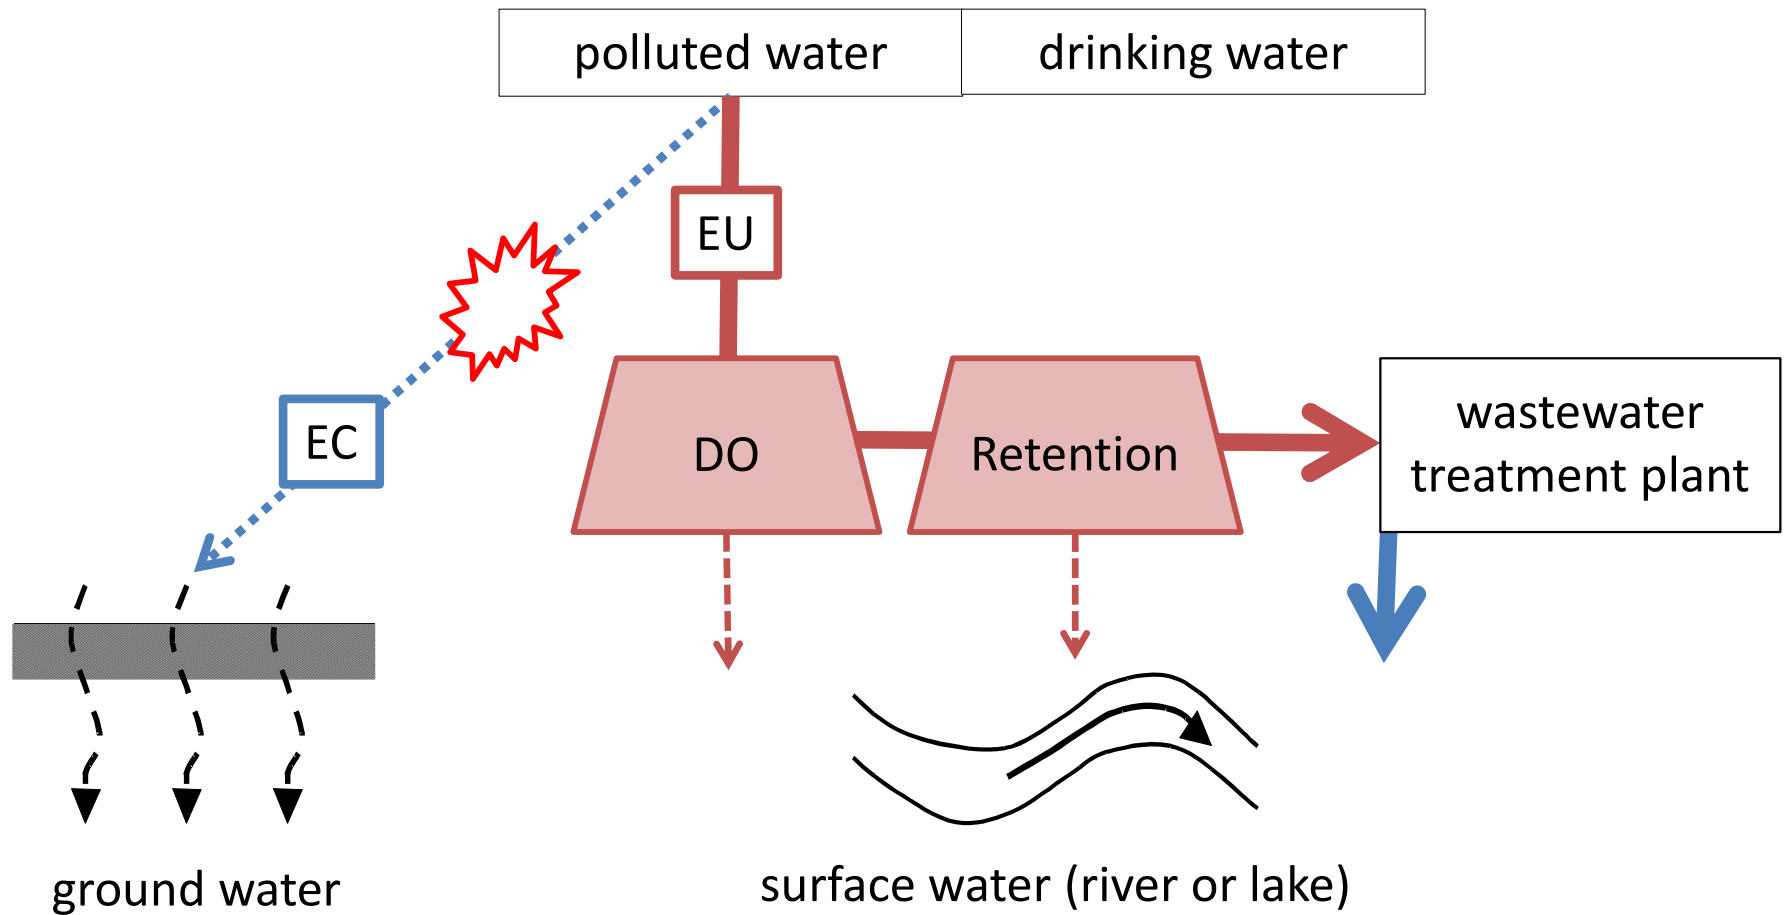 polluted water
drinking water
EU
EC
DO
Retention
wastewater
treatment plant
ground water
surface water (river or lake)